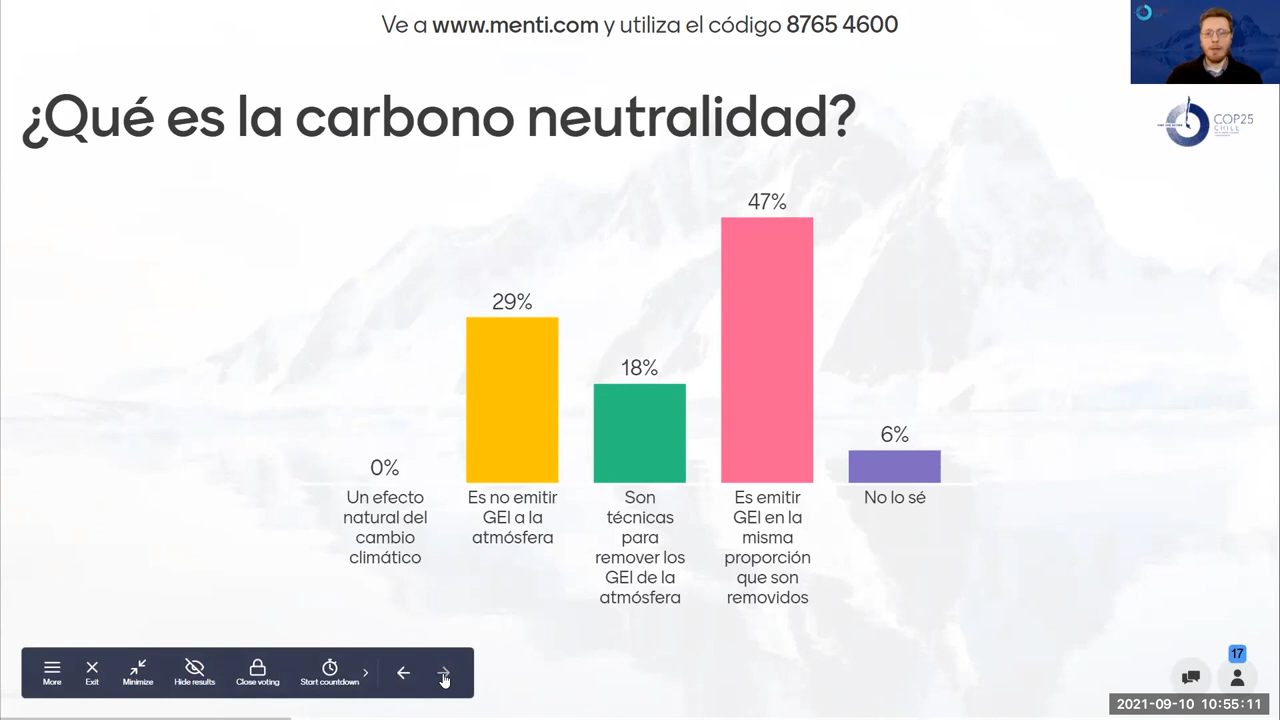 Ve a www.menti.com y utiliza el código 8765 4600
¿Qué es la carbono neutralidad?
COP25
CHILE
0%
29%
18%
47%
6%
Un efecto
natural del
cambio
climático
Es no emitir
GEI a la
atmósfera
Son
técnicas
para
remover los
GEI de la
atmósfera
Es emitir
GEI en la
misma
proporción
que son
removidos
No lo sé
More
Exit
Minimize
Hide results
Close voting
Start countdown
17
2021-09-10 10:55:11